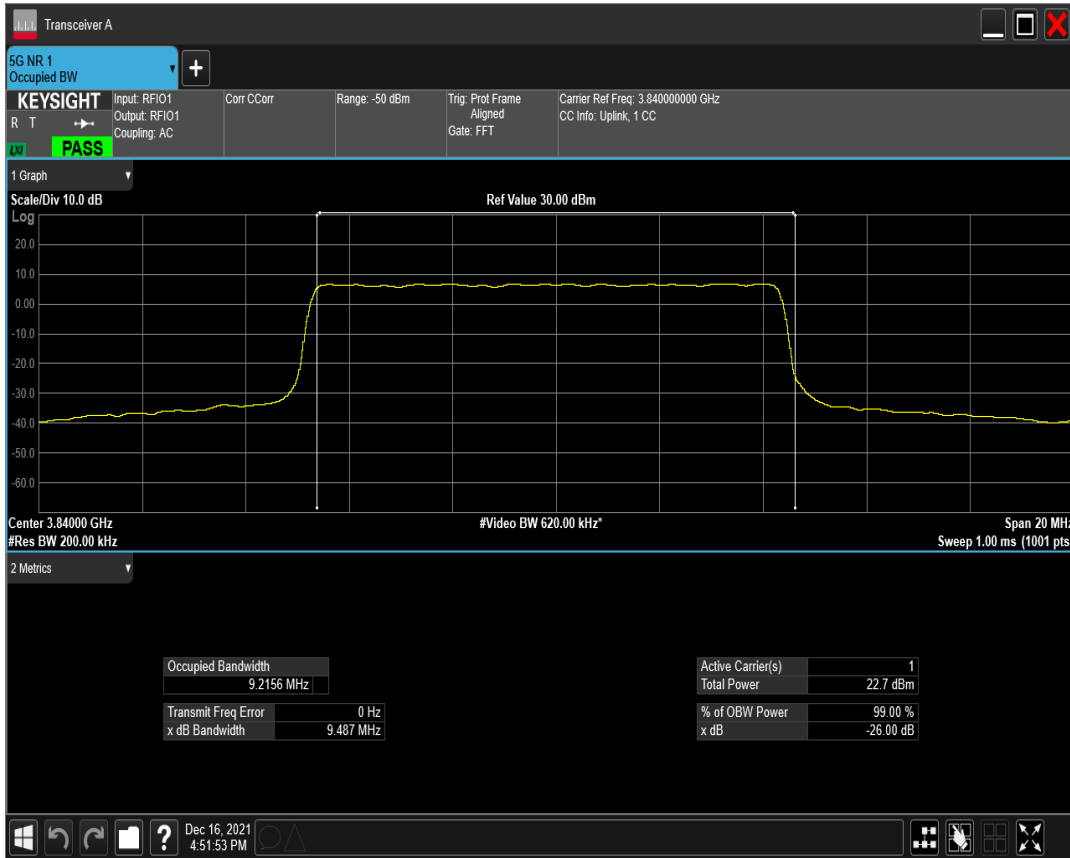 Transceiver A
5G NR 1
Occupied BW
KEYSIGHT
R T
LXI
PASS
Input: RFIO1
Output: RFIO1
Coupling: AC
Corr CCorr
Range: -50 dBm
Trig: Prot Frame
Aligned
Gate: FFT
Carrier Ref Freq: 3.840000000 GHz
CC Info: Uplink, 1 CC
1 Graph
Scale/Div 10.0 dB
Ref Value 30.00 dBm
Log
20.0
10.0
0.00
-10.0
-20.0
-30.0
-40.0
-50.0
-60.0
Center 3.84000 GHz
#Video BW 620.00 kHz*
Span 20 MHz
#Res BW 200.00 kHz
Sweep 1.00 ms (1001 pts
2 Metrics
Occupied Bandwidth
9.2156 MHz
Transmit Freq Error 0 Hz
x dB Bandwidth 9.487 MHz
Active Carrier(s) 1
Total Power 22.7 dBm
% of OBW Power 99.00 %
x dB -26.00 dB
?
Dec 16, 2021
4:51:53 PM